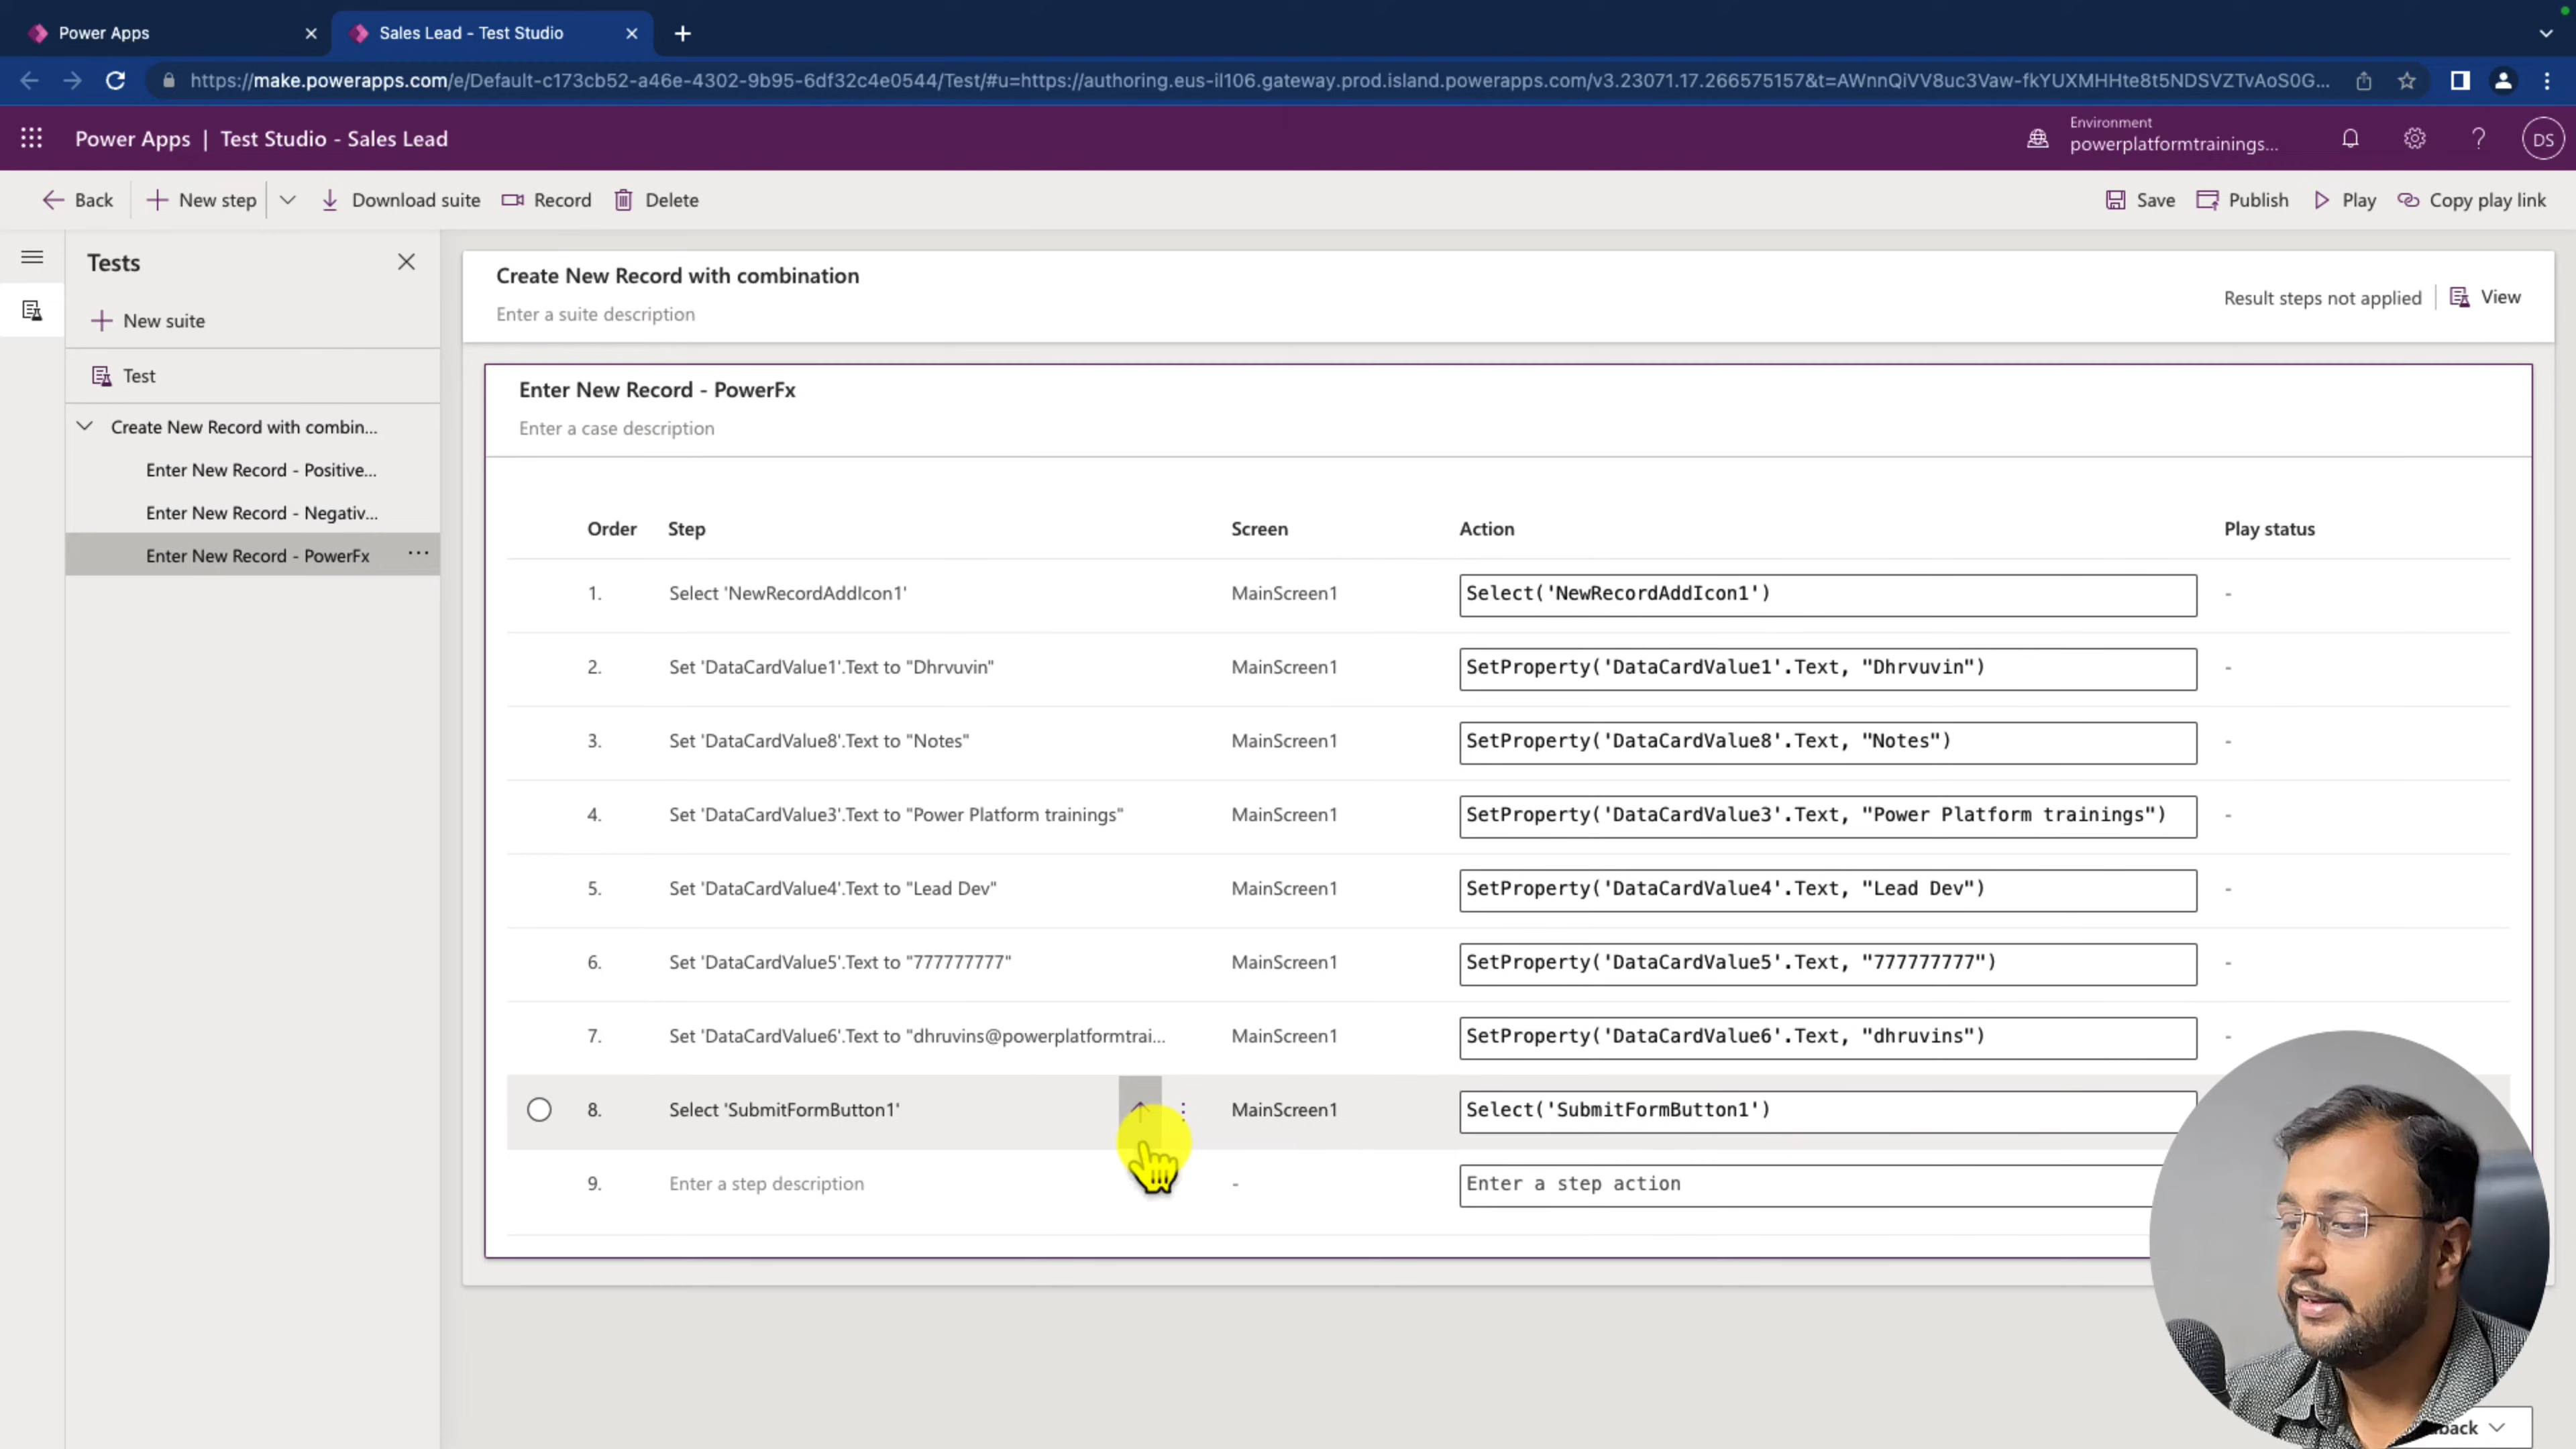 Power Apps
Sales Lead - Test Studio
https://make.powerapps.com/e/Default-c173cb52-a46e-4302-9b95-6df32c4e0544/Test/#u=https://authoring.eus-il106.gateway.prod.island.powerapps.com/v3.23071.17.266575157&t=AWnnQiVV8uc3Vaw-fkYUXMHHte8t5NDSVZTvAoS0G...
Power Apps | Test Studio - Sales Lead
Environment
powerplatformtrainings...
DS
Back
New step
Download suite
Record
Delete
Save
Publish
Play
Copy play link
Tests
New suite
Test
Create New Record with combin...
Enter New Record - Positive...
Enter New Record - Negativ...
Enter New Record - PowerFx
Create New Record with combination
Enter a suite description
Result steps not applied
View
Enter New Record - PowerFx
Enter a case description
Order Step Screen Action Play status
1. Select 'NewRecordAddIcon1' MainScreen1 Select('NewRecordAddIcon1') -
2. Set 'DataCardValue1'.Text to "Dhrvuvin" MainScreen1 SetProperty('DataCardValue1'.Text, "Dhrvuvin") -
3. Set 'DataCardValue8'.Text to "Notes" MainScreen1 SetProperty('DataCardValue8'.Text, "Notes") -
4. Set 'DataCardValue3'.Text to "Power Platform trainings" MainScreen1 SetProperty('DataCardValue3'.Text, "Power Platform trainings") -
5. Set 'DataCardValue4'.Text to "Lead Dev" MainScreen1 SetProperty('DataCardValue4'.Text, "Lead Dev") -
6. Set 'DataCardValue5'.Text to "777777777" MainScreen1 SetProperty('DataCardValue5'.Text, "777777777") -
7. Set 'DataCardValue6'.Text to "dhruvins@powerplatformtrai... MainScreen1 SetProperty('DataCardValue6'.Text, "dhruvins") -
8. Select 'SubmitFormButton1' MainScreen1 Select('SubmitFormButton1')
9. Enter a step description - Enter a step action